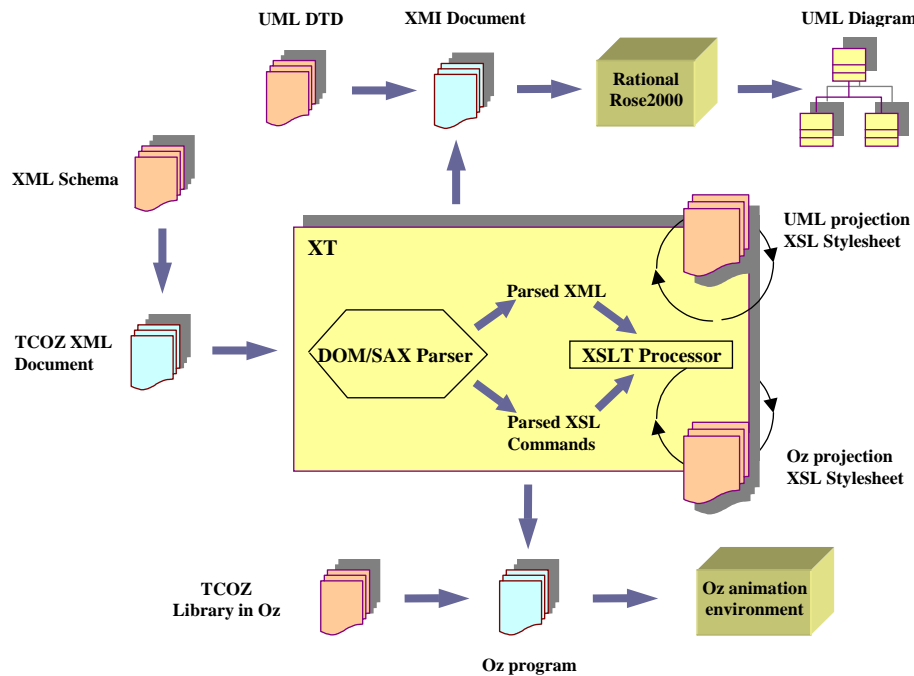 UML DTD
XMI Document
UML Diagram
Rational
Rose2000
XML Schema
UML projection
XSL Stylesheet
XT
Parsed XML
TCOZ XML
Document
DOM/SAX Parser
XSLT Processor
Parsed XSL
Commands
Oz projection
XSL Stylesheet
TCOZ
Library in Oz
Oz animation
environment
Oz program